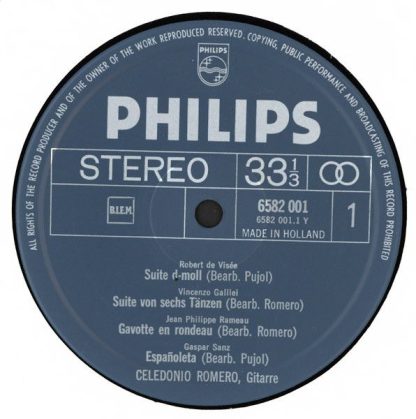 ALL RIGHTS OF THE RECORD PRODUCER AND OF THE OWNER OF THE WORK REPRODUCED RESERVED. COPYING, PUBLIC PERFORMANCE AND BROADCASTING OF THIS RECORD PROHIBITED
PHILIPS
PHILIPS
STEREO 33 1/3
B.I.E.M.
6582 001
6582 001.1 Y
MADE IN HOLLAND
1
Robert de Visée
Suite d-moll (Bearb. Pujol)
Vincenzo Galilei
Suite von sechs Tänzen (Bearb. Romero)
Jean Philippe Rameau
Gavotte en rondeau (Bearb. Romero)
Gaspar Sanz
Españoleta (Bearb. Pujol)
CELEDONIO ROMERO, Gitarre